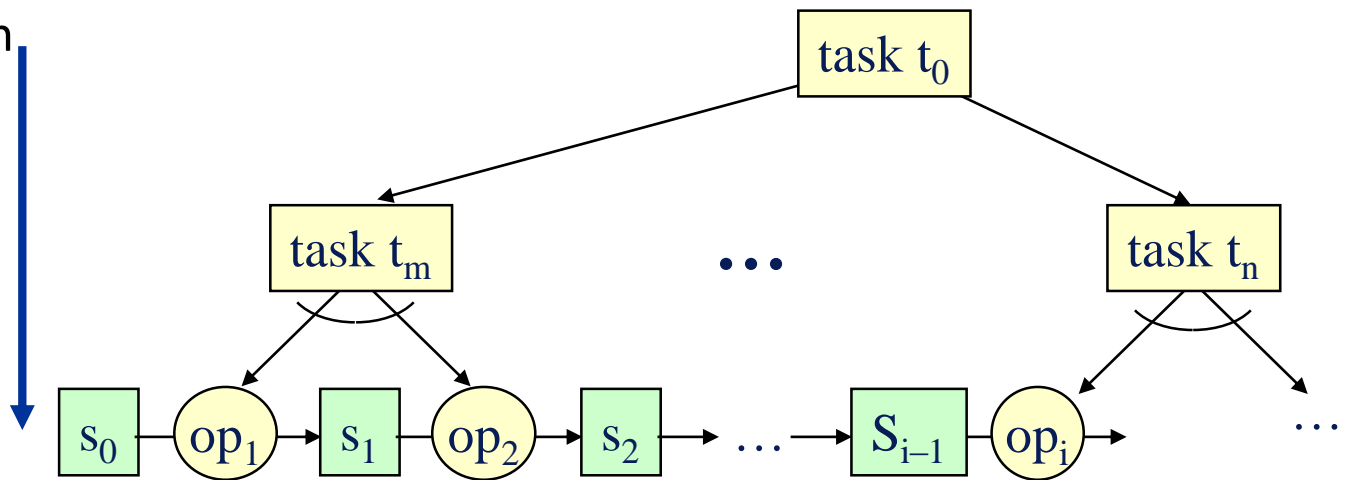 task t₀
task tₘ ... task tₙ
s₀ op₁ s₁ op₂ s₂ ... Sᵢ₋₁ opᵢ ...